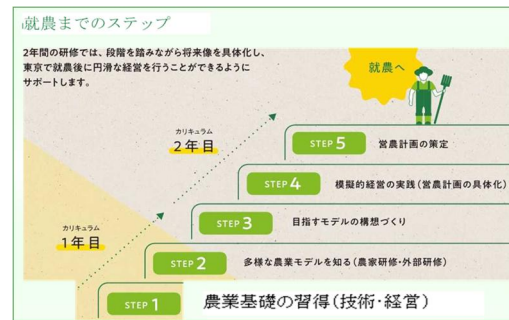 就農までのステップ
2年間の研修では、段階を踏みながら将来像を具体化し、
東京で就農後に円滑な経営を行うことができるように
サポートします。
就農へ
カリキュラム
2年目
STEP 5 営農計画の策定
STEP 4 模擬的経営の実践(営農計画の具体化)
STEP 3 目指すモデルの構想づくり
カリキュラム
1年目
STEP 2 多様な農業モデルを知る(農家研修・外部研修)
STEP 1 農業基礎の習得(技術・経営)